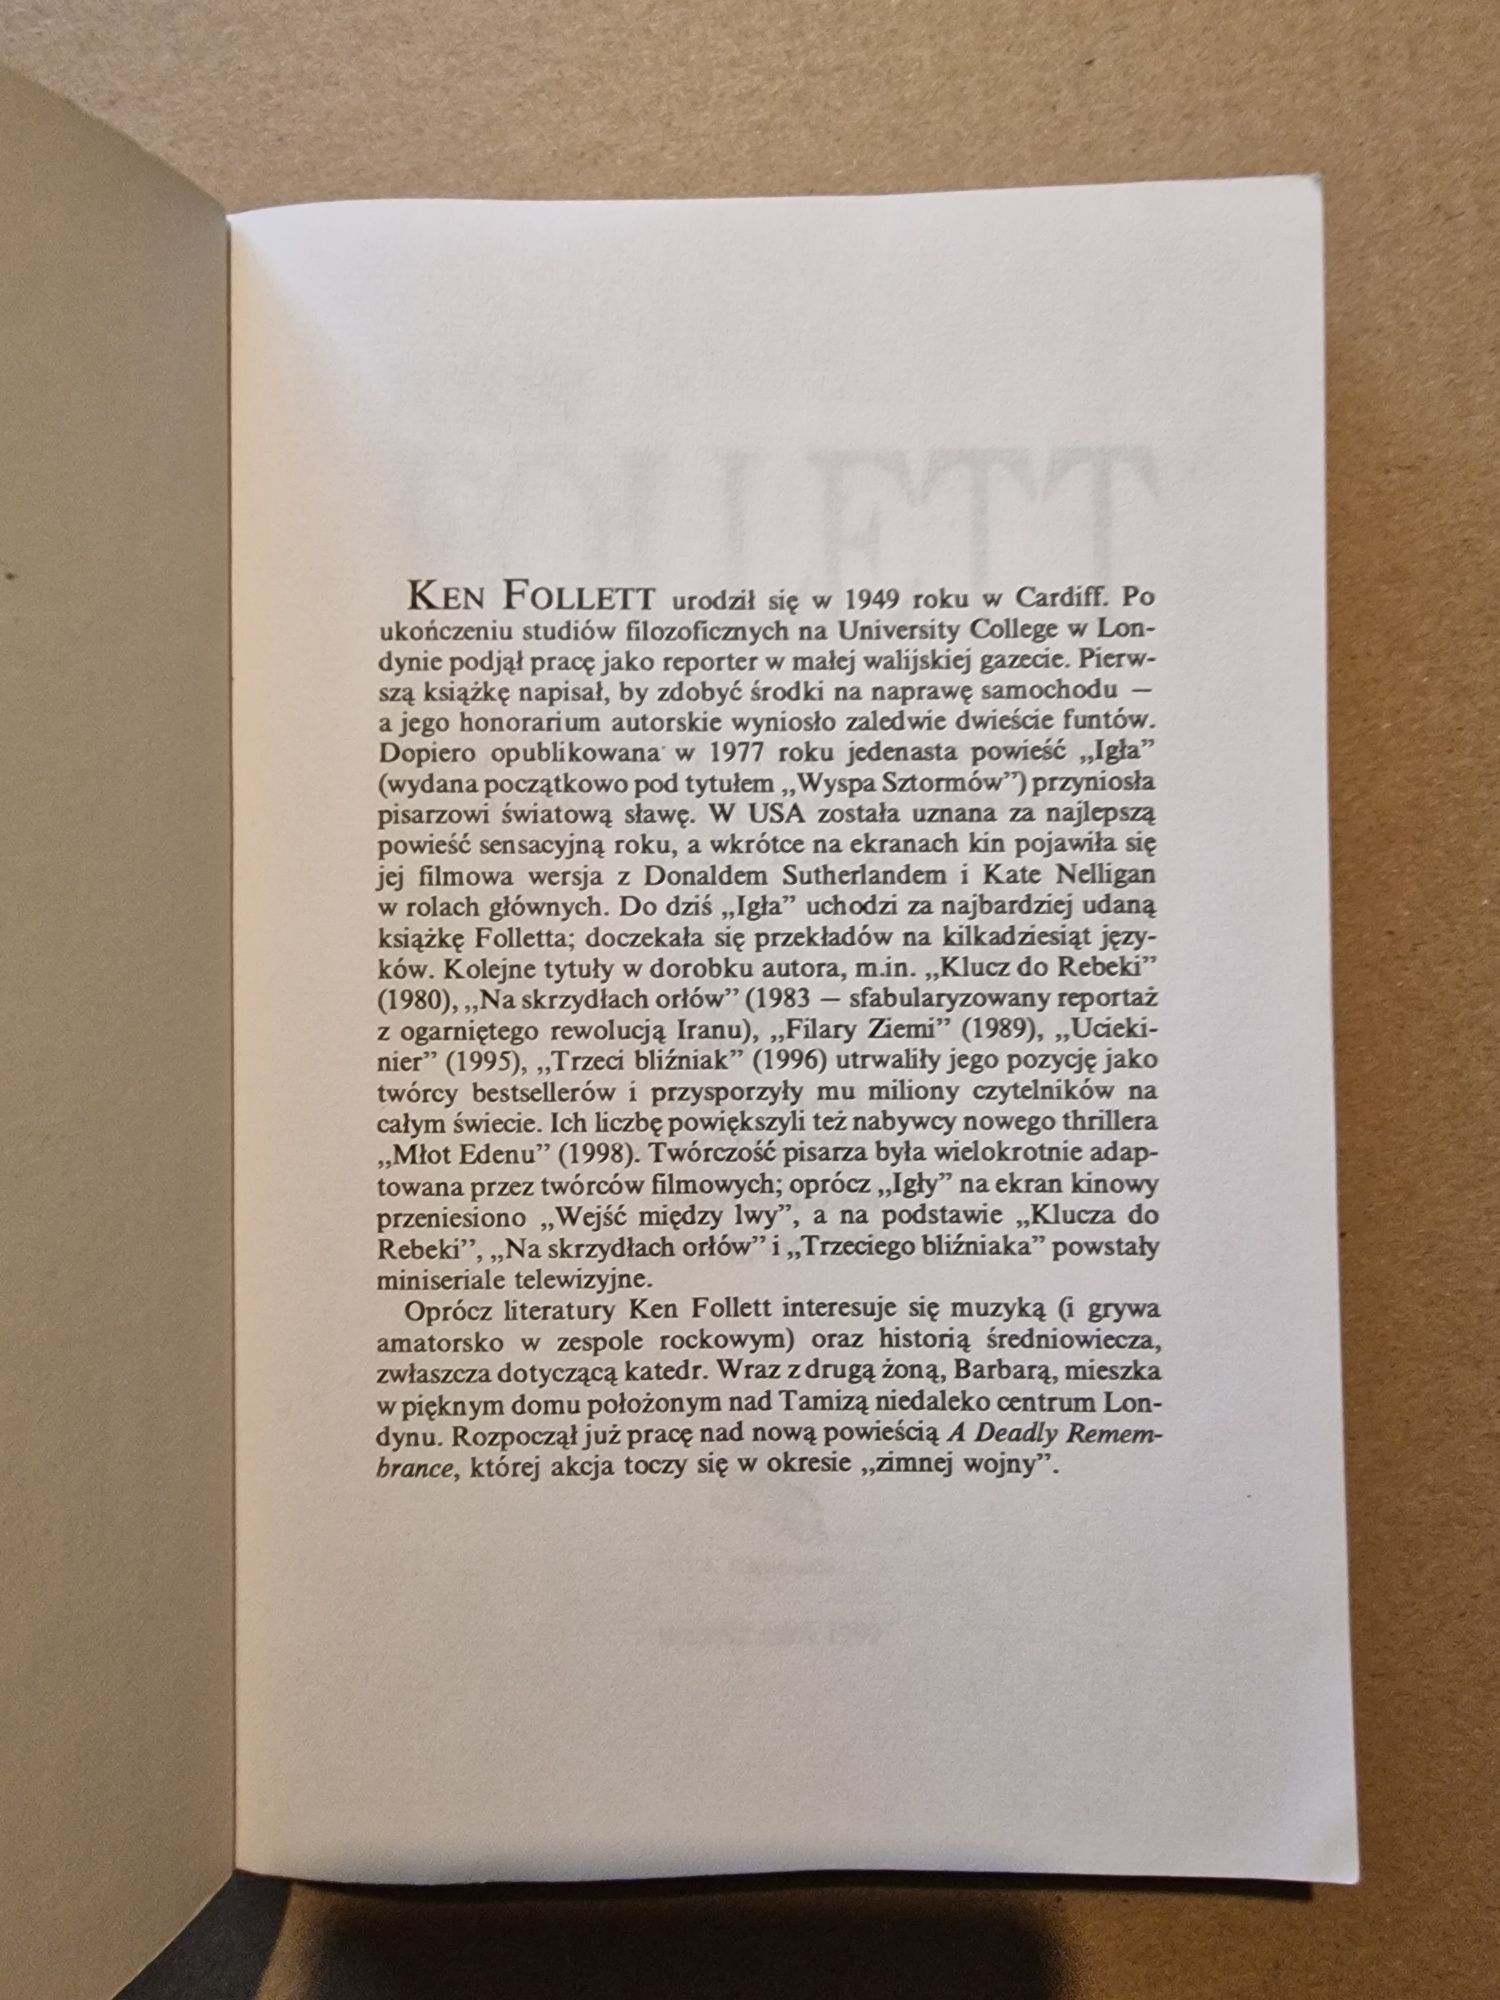 KEN FOLLETT urodził się w 1949 roku w Cardiff. Po
ukończeniu studiów filozoficznych na University College w Lon-
dynie podjął pracę jako reporter w małej walijskiej gazecie. Pierw-
szą książkę napisał, by zdobyć środki na naprawę samochodu —
a jego honorarium autorskie wyniosło zaledwie dwieście funtów.
Dopiero opublikowana w 1977 roku jedenasta powieść „Igła”
(wydana początkowo pod tytułem „Wyspa Sztormów”) przyniosła
pisarzowi światową sławę. W USA została uznana za najlepszą
powieść sensacyjną roku, a wkrótce na ekranach kin pojawiła się
jej filmowa wersja z Donaldem Sutherlandem i Kate Nelligan
w rolach głównych. Do dziś „Igła” uchodzi za najbardziej udaną
książkę Folletta; doczekała się przekładów na kilkadziesiąt języ-
ków. Kolejne tytuły w dorobku autora, m.in. „Klucz do Rebeki”
(1980), „Na skrzydłach orłów” (1983 — sfabularyzowany reportaż
z ogarniętego rewolucją Iranu), „Filary Ziemi” (1989), „Ucieki-
nier” (1995), „Trzeci bliźniak” (1996) utrwaliły jego pozycję jako
twórcy bestsellerów i przysporzyły mu miliony czytelników na
całym świecie. Ich liczbę powiększyli też nabywcy nowego thrillera
„Młot Edenu” (1998). Twórczość pisarza była wielokrotnie adap-
towana przez twórców filmowych; oprócz „Igły” na ekran kinowy
przeniesiono „Wejść między lwy”, a na podstawie „Klucza do
Rebeki”, „Na skrzydłach orłów” i „Trzeciego bliźniaka” powstały
miniseriale telewizyjne.
Oprócz literatury Ken Follett interesuje się muzyką (i grywa
amatorsko w zespole rockowym) oraz historią średniowiecza,
zwłaszcza dotyczącą katedr. Wraz z drugą żoną, Barbarą, mieszka
w pięknym domu położonym nad Tamizą niedaleko centrum Lon-
dynu. Rozpoczął już pracę nad nową powieścią A Deadly Remem-
brance, której akcja toczy się w okresie „zimnej wojny”.